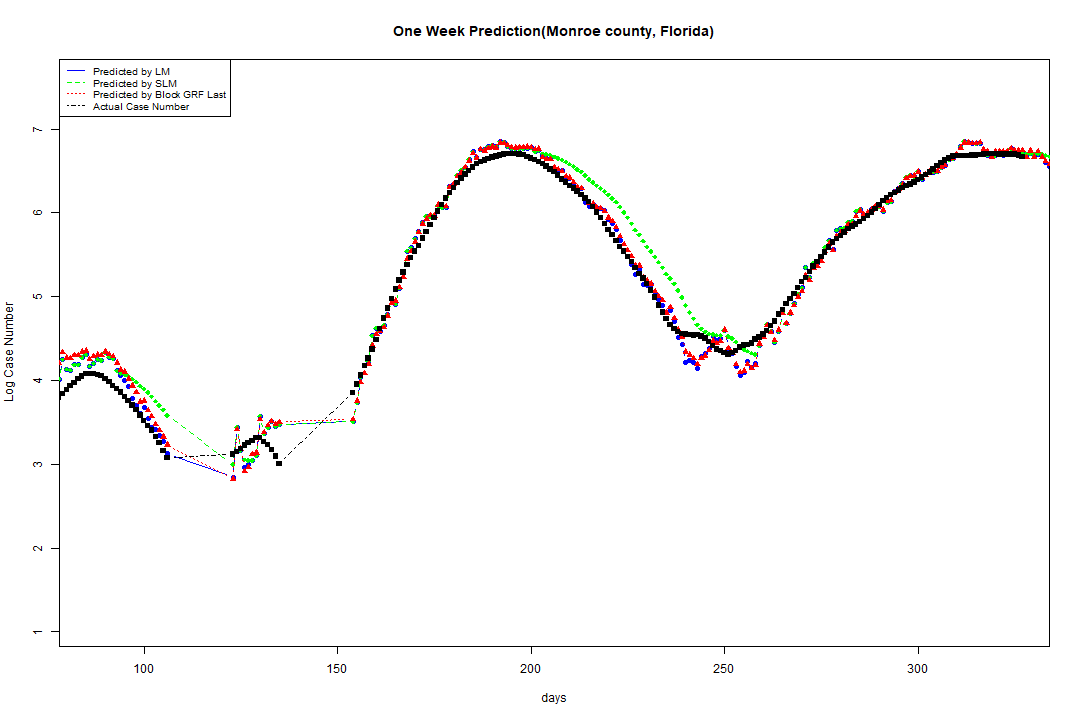 One Week Prediction(Monroe county, Florida)
Predicted by LM
Predicted by SLM
Predicted by Block GRF Last
Actual Case Number
7
6
5
4
3
2
1
Log Case Number
100 150 200 250 300
days